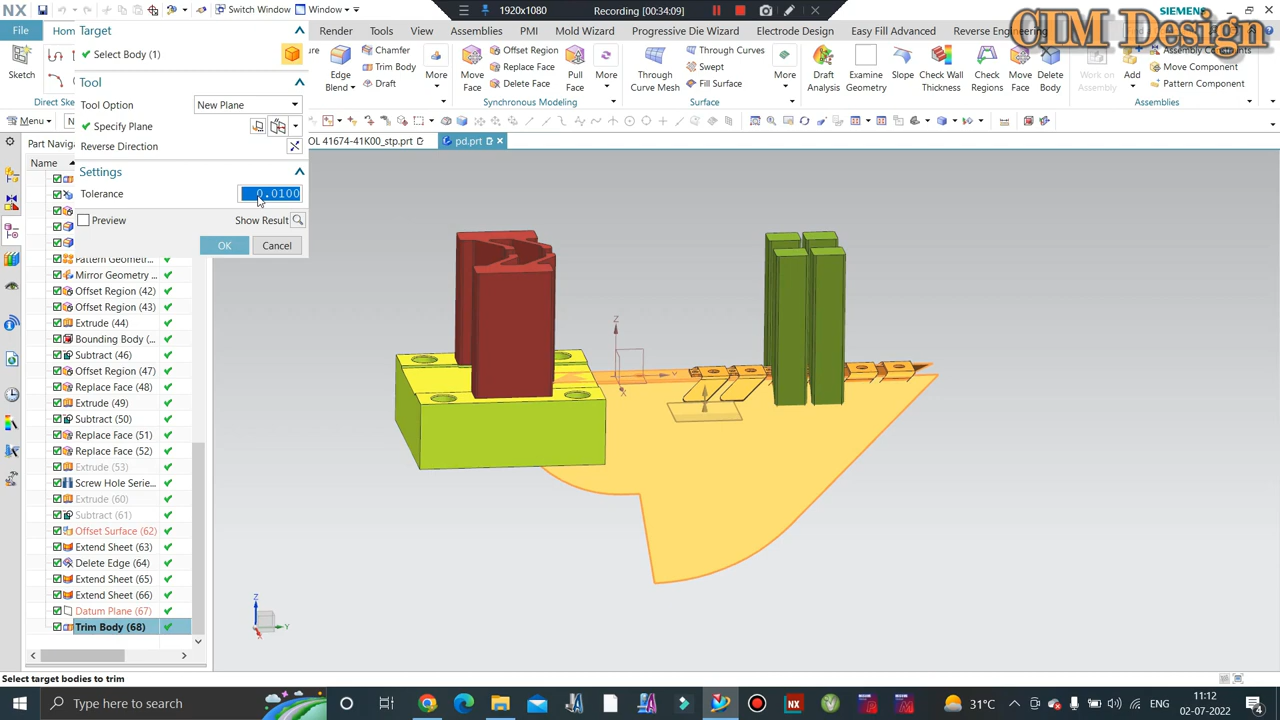 NX
Switch Window
Window
1920x1080
Recording [00:34:09]
SIEMENS
CIM Design
File
Hom
Render
Tools
View
Assemblies
PMI
Mold Wizard
Progressive Die Wizard
Electrode Design
Easy Fill Advanced
Reverse Engineering
Target
Select Body (1)
Tool
Tool Option
New Plane
Specify Plane
Reverse Direction
Settings
Tolerance
0.0100
Preview
Show Result
OK
Cancel
Sketch
Direct Sk
Edge
Blend
Chamfer
Trim Body
Draft
More
Move
Face
Offset Region
Replace Face
Delete Face
Pull
Face
More
Synchronous Modeling
Through
Curve Mesh
Through Curves
Swept
Fill Surface
More
Surface
Draft
Analysis
Examine
Geometry
Slope
Check Wall
Thickness
Check
Regions
Move
Face
Delete
Body
Work on
Assembly
Add
Assembly Constraints
Move Component
Pattern Component
Assemblies
Menu
OL 41674-41K00_stp.prt
pd.prt
Part Navig
Name
Pattern Geomet...
Mirror Geometry ...
Offset Region (42)
Offset Region (43)
Extrude (44)
Bounding Body (...
Subtract (46)
Offset Region (47)
Replace Face (48)
Extrude (49)
Subtract (50)
Replace Face (51)
Replace Face (52)
Extrude (53)
Screw Hole Serie...
Extrude (60)
Subtract (61)
Offset Surface (62)
Extend Sheet (63)
Delete Edge (64)
Extend Sheet (65)
Extend Sheet (66)
Datum Plane (67)
Trim Body (68)
Z
Y
X
Z
Y
X
Select target bodies to trim
Type here to search
31°C
ENG
11:12
02-07-2022
4